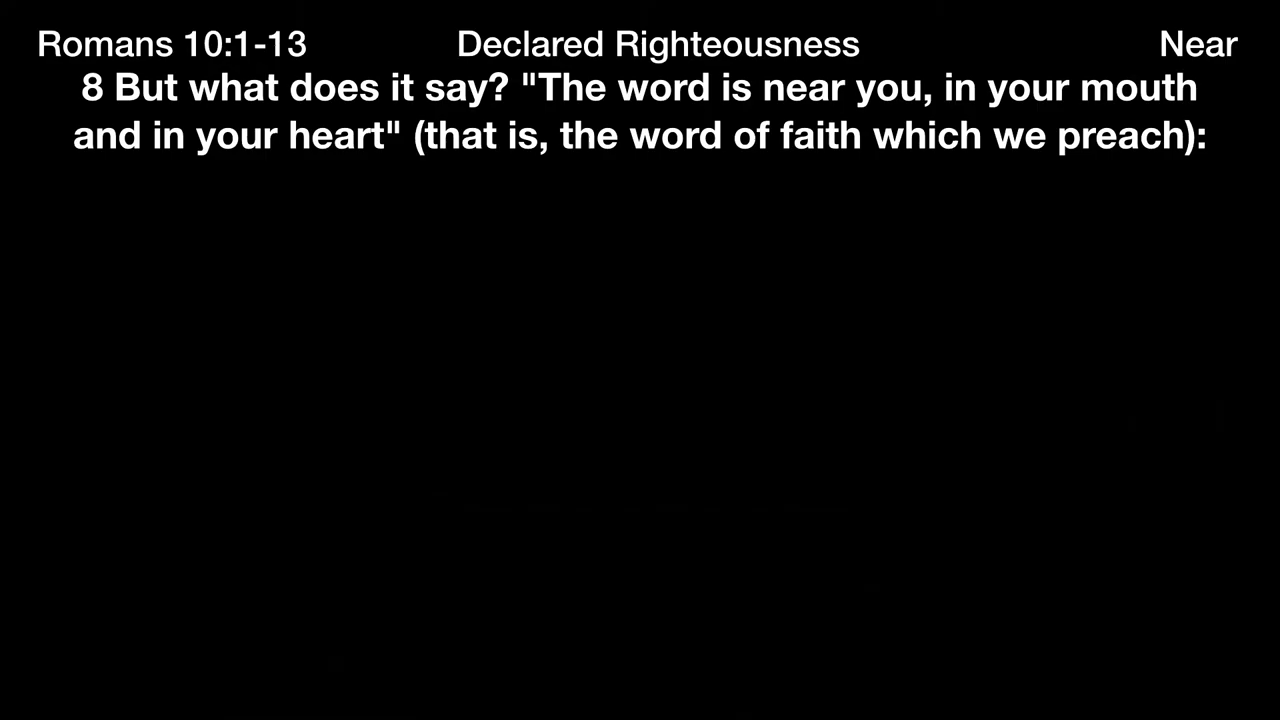 Romans 10:1-13 Declared Righteousness Near
8 But what does it say? "The word is near you, in your mouth
and in your heart" (that is, the word of faith which we preach):